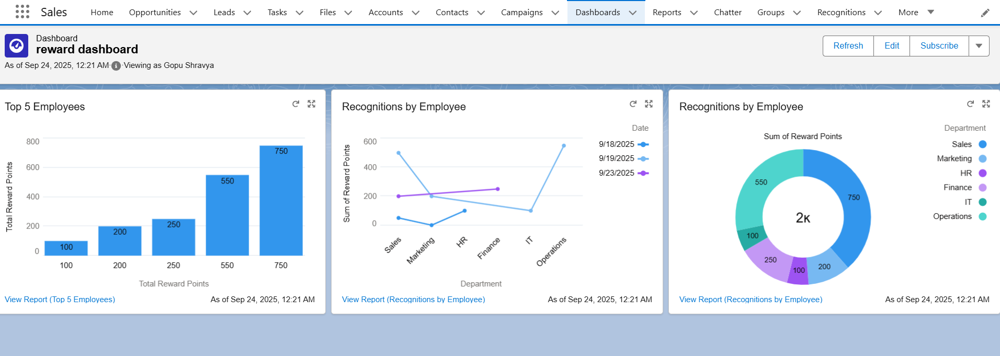 Sales Home Opportunities Leads Tasks Files Accounts Contacts Campaigns Dashboards Reports Chatter Groups Recognitions More
Dashboard
reward dashboard
As of Sep 24, 2025, 12:21 AM·Viewing as Gopu Shravya
Refresh Edit Subscribe
Top 5 Employees
Total Reward Points
800
600
400
200
0
100
200
250
550
750
100 200 250 550 750
Total Reward Points
View Report (Top 5 Employees)
As of Sep 24, 2025, 12:21 AM
Recognitions by Employee
Sum of Reward Points
600
400
200
0
Date
9/18/2025
9/19/2025
9/23/2025
Sales Marketing HR Finance IT Operations
Department
View Report (Recognitions by Employee)
As of Sep 24, 2025, 12:21 AM
Recognitions by Employee
Sum of Reward Points
550
750
100
250
100
200
2K
Department
Sales
Marketing
HR
Finance
IT
Operations
View Report (Recognitions by Employee)
As of Sep 24, 2025, 12:21 AM